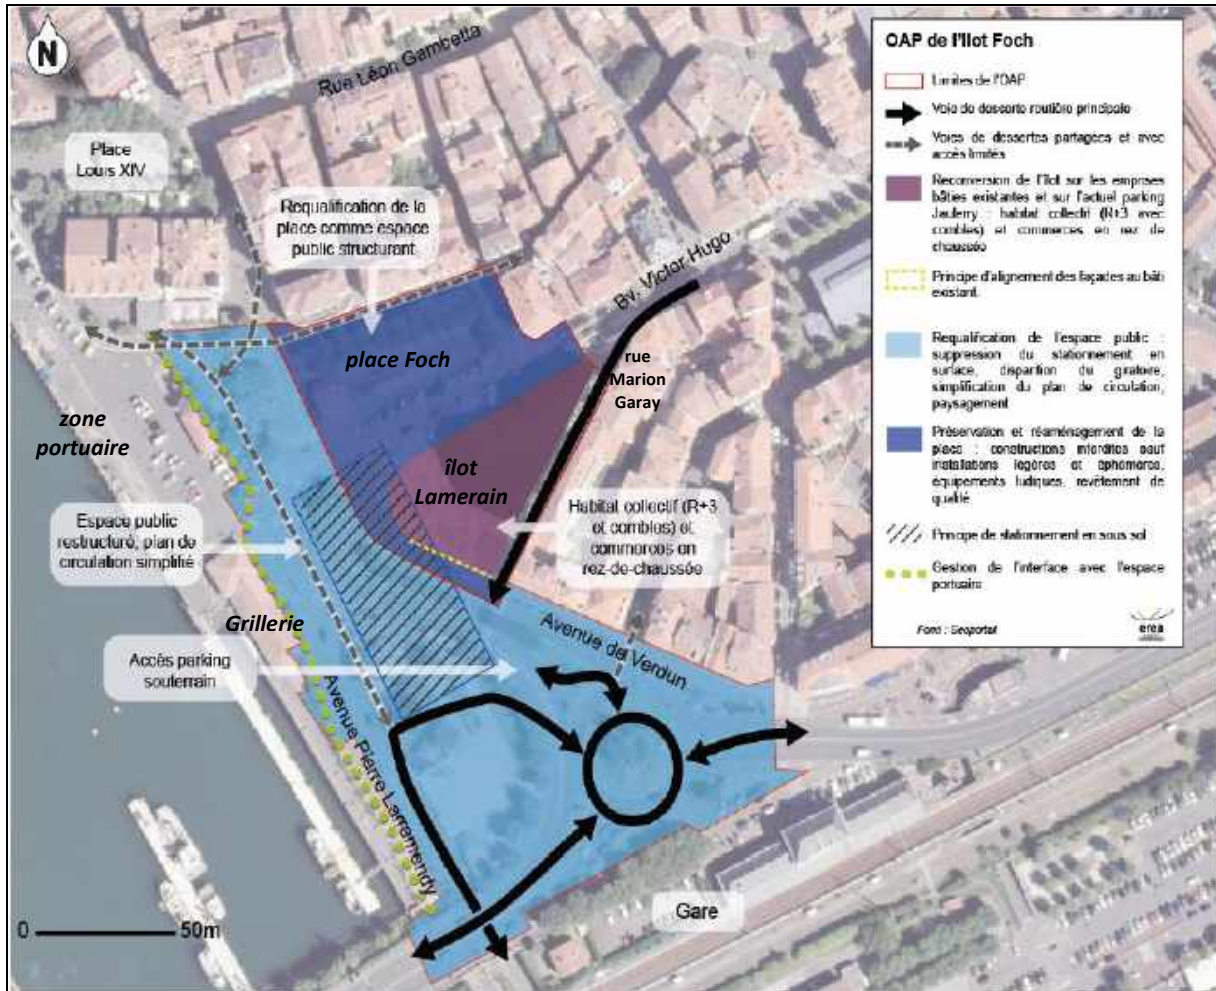 N
Rue Léon Gambetta
Place
Louis XIV
Requalification de la
place comme espace
public structurant
Bv. Victor Hugo
place Foch
rue
Marion
Garay
zone
portuaire
îlot
Lamerain
Habitat collectif (R+3
et combles) et
commerces en
rez-de-chaussée
Espace public
restructuré, plan de
circulation simplifié
Grillerie
Avenue de Verdun
Accès parking
souterrain
Avenue Pierre Larramendy
Gare
0 50m
OAP de l'Ilot Foch
Limites de l'OAP
Voie de desserte routière principale
Voies de dessertes partagées et avec
accès limités
Reconversion de l'îlot sur les emprises
bâties existantes et sur l'actuel parking
Jaulerry : habitat collectif (R+3 avec
combles) et commerces en rez de
chaussée
Principe d'alignement des façades au bâti
existant.
Requalification de l'espace public :
suppression du stationnement en
surface, disparition du giratoire,
simplification du plan de circulation,
paysagement
Préservation et réaménagement de la
place : constructions interdites sauf
installations légères et éphémères,
équipements ludiques, revêtement de
qualité
Principe de stationnement en sous sol
Gestion de l'interface avec l'espace
portuaire
Fond : Geoportail
erea